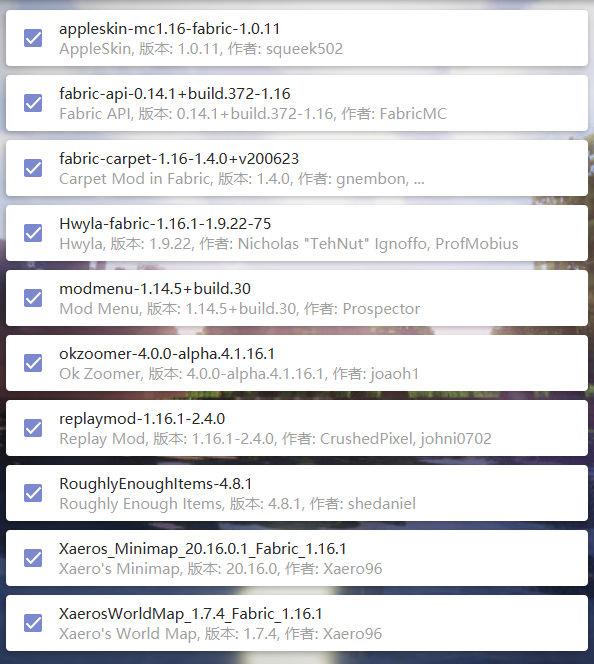 appleskin-mc1.16-fabric-1.0.11
AppleSkin, 版本: 1.0.11, 作者: squeek502
fabric-api-0.14.1+build.372-1.16
Fabric API, 版本: 0.14.1+build.372-1.16, 作者: FabricMC
fabric-carpet-1.16-1.4.0+v200623
Carpet Mod in Fabric, 版本: 1.4.0, 作者: gnembon, ...
Hwyla-fabric-1.16.1-1.9.22-75
Hwyla, 版本: 1.9.22, 作者: Nicholas "TehNut" Ignoffo, ProfMobius
modmenu-1.14.5+build.30
Mod Menu, 版本: 1.14.5+build.30, 作者: Prospector
okzoomer-4.0.0-alpha.4.1.16.1
Ok Zoomer, 版本: 4.0.0-alpha.4.1.16.1, 作者: joaoh1
replaymod-1.16.1-2.4.0
Replay Mod, 版本: 1.16.1-2.4.0, 作者: CrushedPixel, johni0702
RoughlyEnoughItems-4.8.1
Roughly Enough Items, 版本: 4.8.1, 作者: shedaniel
Xaeros_Minimap_20.16.0.1_Fabric_1.16.1
Xaero's Minimap, 版本: 20.16.0, 作者: Xaero96
XaerosWorldMap_1.7.4_Fabric_1.16.1
Xaero's World Map, 版本: 1.7.4, 作者: Xaero96